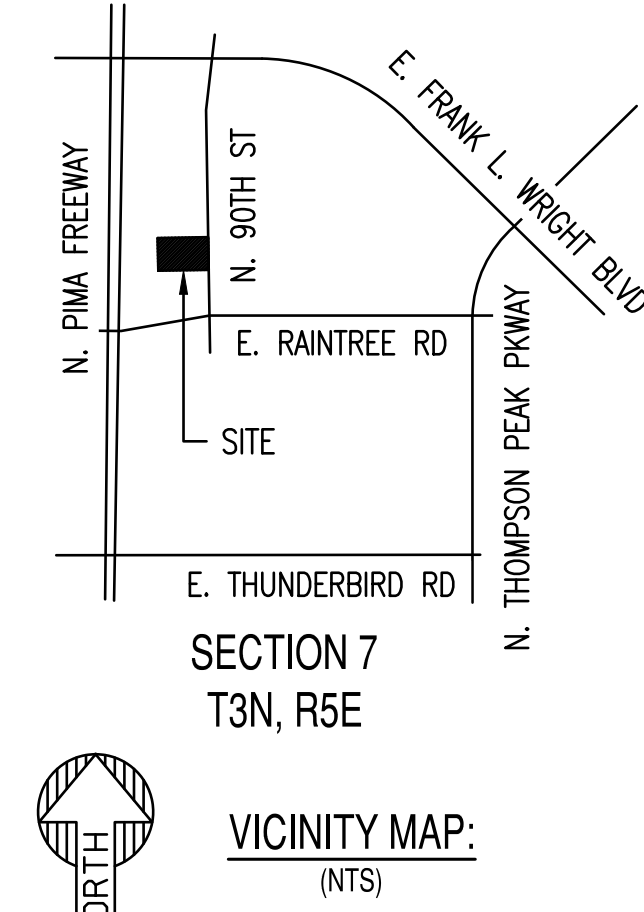 E. FRANK L. WRIGHT BLVD
N. PIMA FREEWAY
N. 90TH ST
E. RAINTREE RD
N. THOMPSON PEAK PKWAY
SITE
E. THUNDERBIRD RD
SECTION 7
T3N, R5E
VICINITY MAP:
(NTS)
ORTH